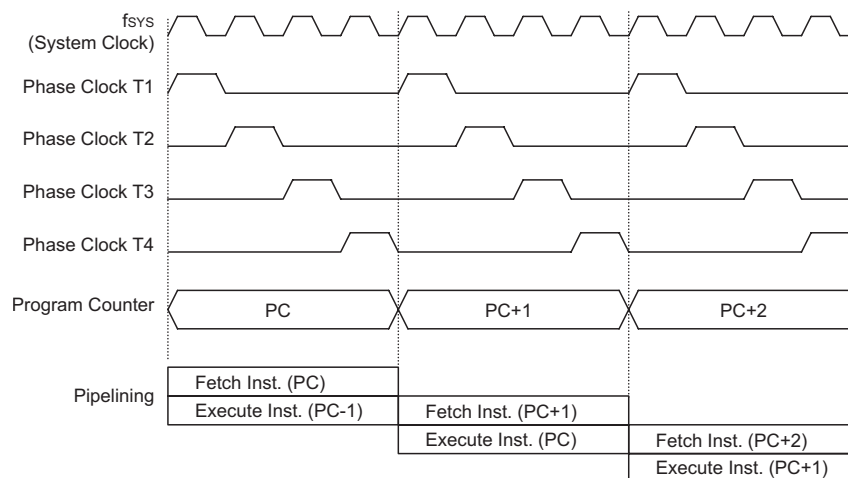 fSYS
(System Clock)
Phase Clock T1
Phase Clock T2
Phase Clock T3
Phase Clock T4
Program Counter
PC
PC+1
PC+2
Pipelining
Fetch Inst. (PC)
Execute Inst. (PC-1)
Fetch Inst. (PC+1)
Execute Inst. (PC)
Fetch Inst. (PC+2)
Execute Inst. (PC+1)